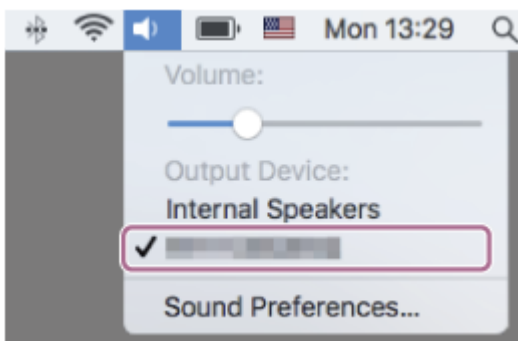 Mon 13:29
Volume:
Output Device:
Internal Speakers
Sound Preferences...